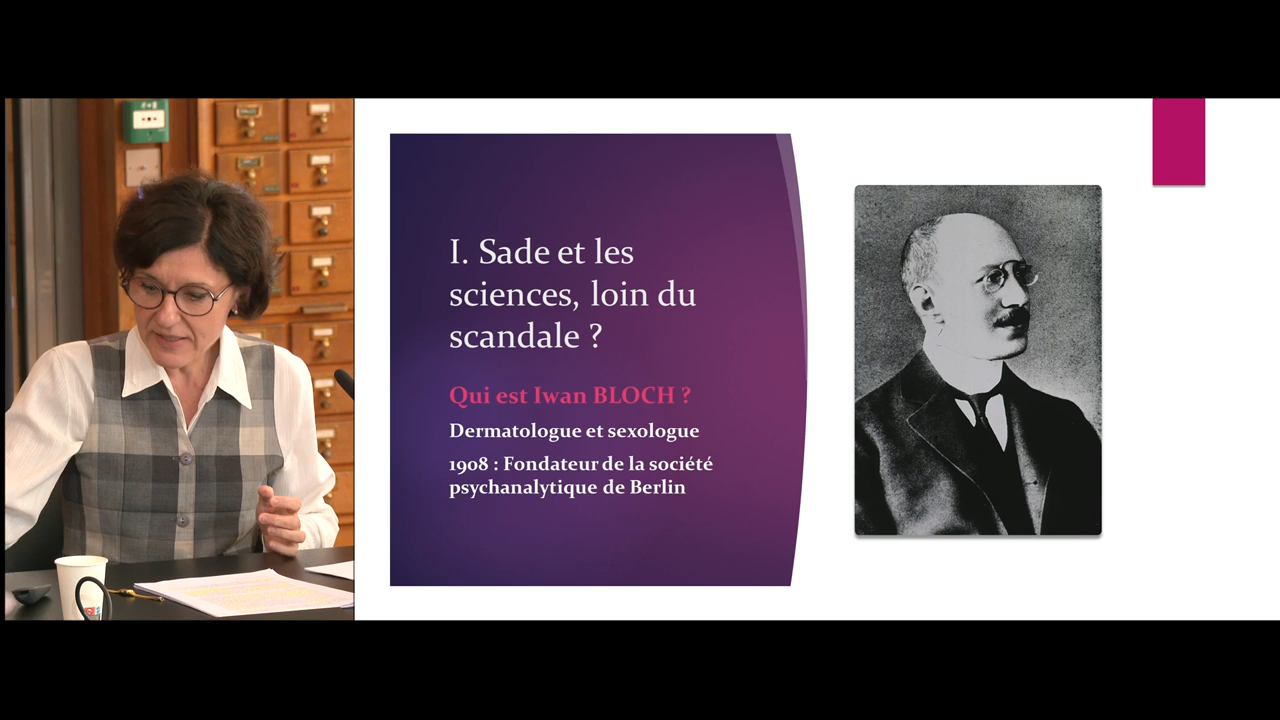 I. Sade et les
sciences, loin du
scandale ?
Qui est Iwan BLOCH ?
Dermatologue et sexologue
1908 : Fondateur de la société
psychanalytique de Berlin